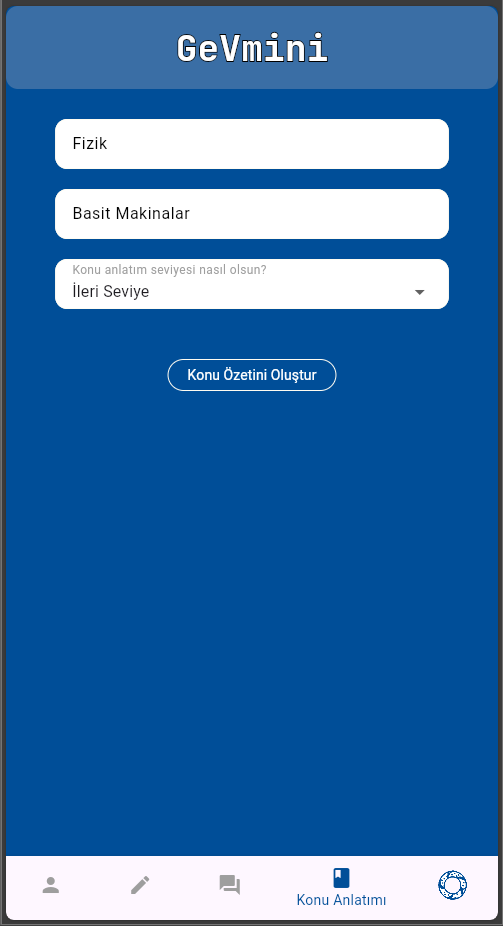 GeVmini
Fizik
Basit Makinalar
Konu anlatım seviyesi nasıl olsun?
İleri Seviye
Konu Özetini Oluştur
Konu Anlatımı